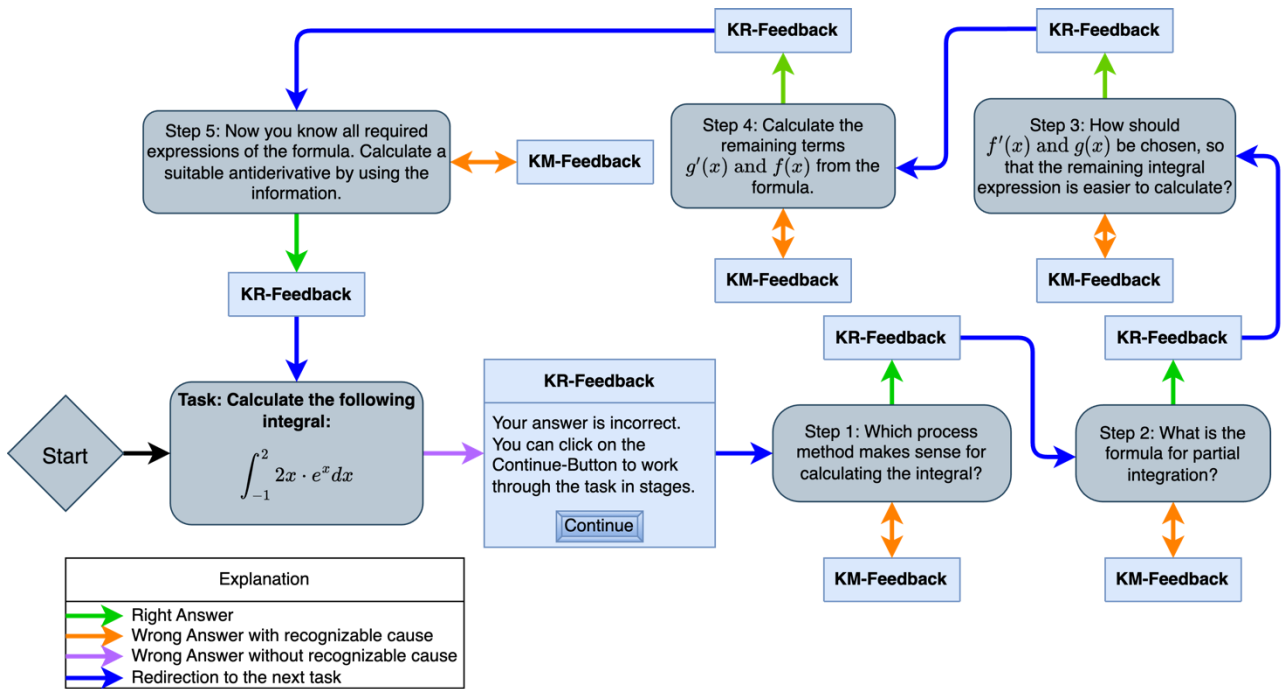 KR-Feedback
KR-Feedback
Step 5: Now you know all required
expressions of the formula. Calculate a
suitable antiderivative by using the
information.
KM-Feedback
Step 4: Calculate the
remaining terms
g′(x) and f(x) from the
formula.
Step 3: How should
f′(x) and g(x) be chosen, so
that the remaining integral
expression is easier to calculate?
KR-Feedback
KM-Feedback
KM-Feedback
KR-Feedback
KR-Feedback
Start
Task: Calculate the following
integral:
∫_{-1}^{2} 2x · e^x dx
KR-Feedback
Your answer is incorrect.
You can click on the
Continue-Button to work
through the task in stages.
Continue
Step 1: Which process
method makes sense for
calculating the integral?
Step 2: What is the
formula for partial
integration?
KM-Feedback
KM-Feedback
Explanation
Right Answer
Wrong Answer with recognizable cause
Wrong Answer without recognizable cause
Redirection to the next task